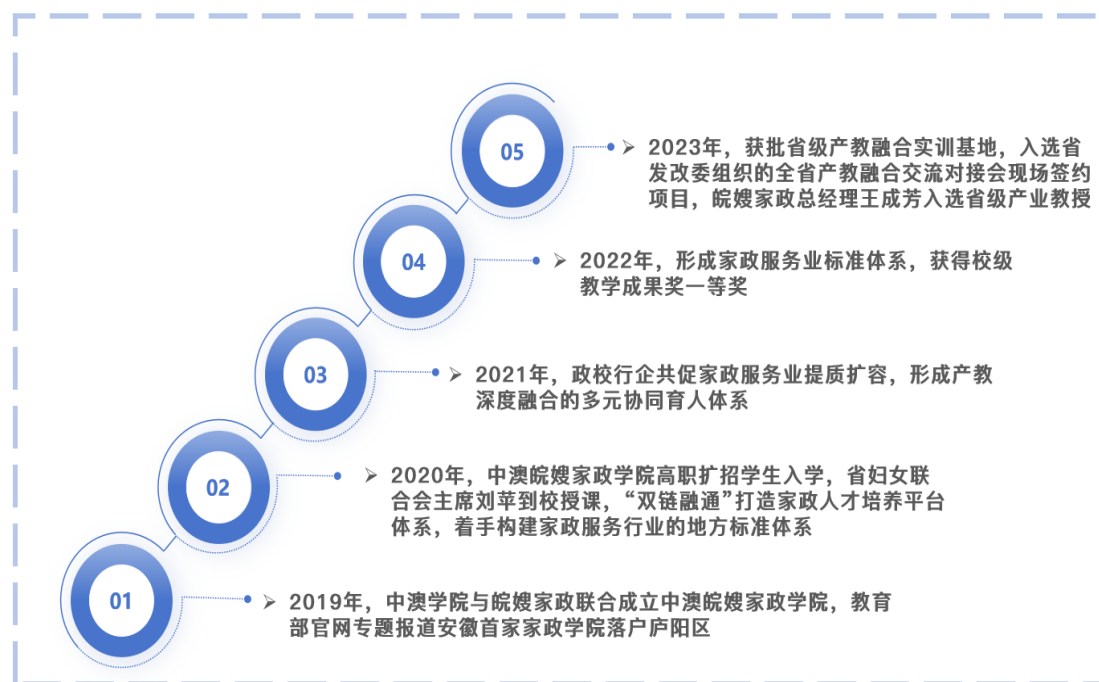 05
2023年，获批省级产教融合实训基地，入选省
发改委组织的全省产教融合交流对接会现场签约
项目，皖嫂家政总经理王成芳入选省级产业教授
04
2022年，形成家政服务业标准体系，获得校级
教学成果奖一等奖
03
2021年，政校行企共促家政服务业提质扩容，形成产教
深度融合的多元协同育人体系
02
2020年，中澳皖嫂家政学院高职扩招学生入学，省妇女联
合会主席刘苹到校授课，“双链融通”打造家政人才培养平台
体系，着手构建家政服务行业的地方标准体系
01
2019年，中澳学院与皖嫂家政联合成立中澳皖嫂家政学院，教育
部官网专题报道安徽首家家政学院落户庐阳区